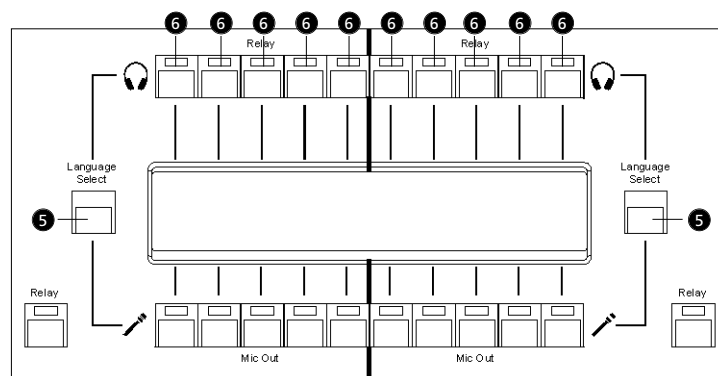 6 6 6 6 6 6 6 6 6 6
Relay Relay
Language
Select
Language
Select
5 5
Relay Relay
Mic Out Mic Out